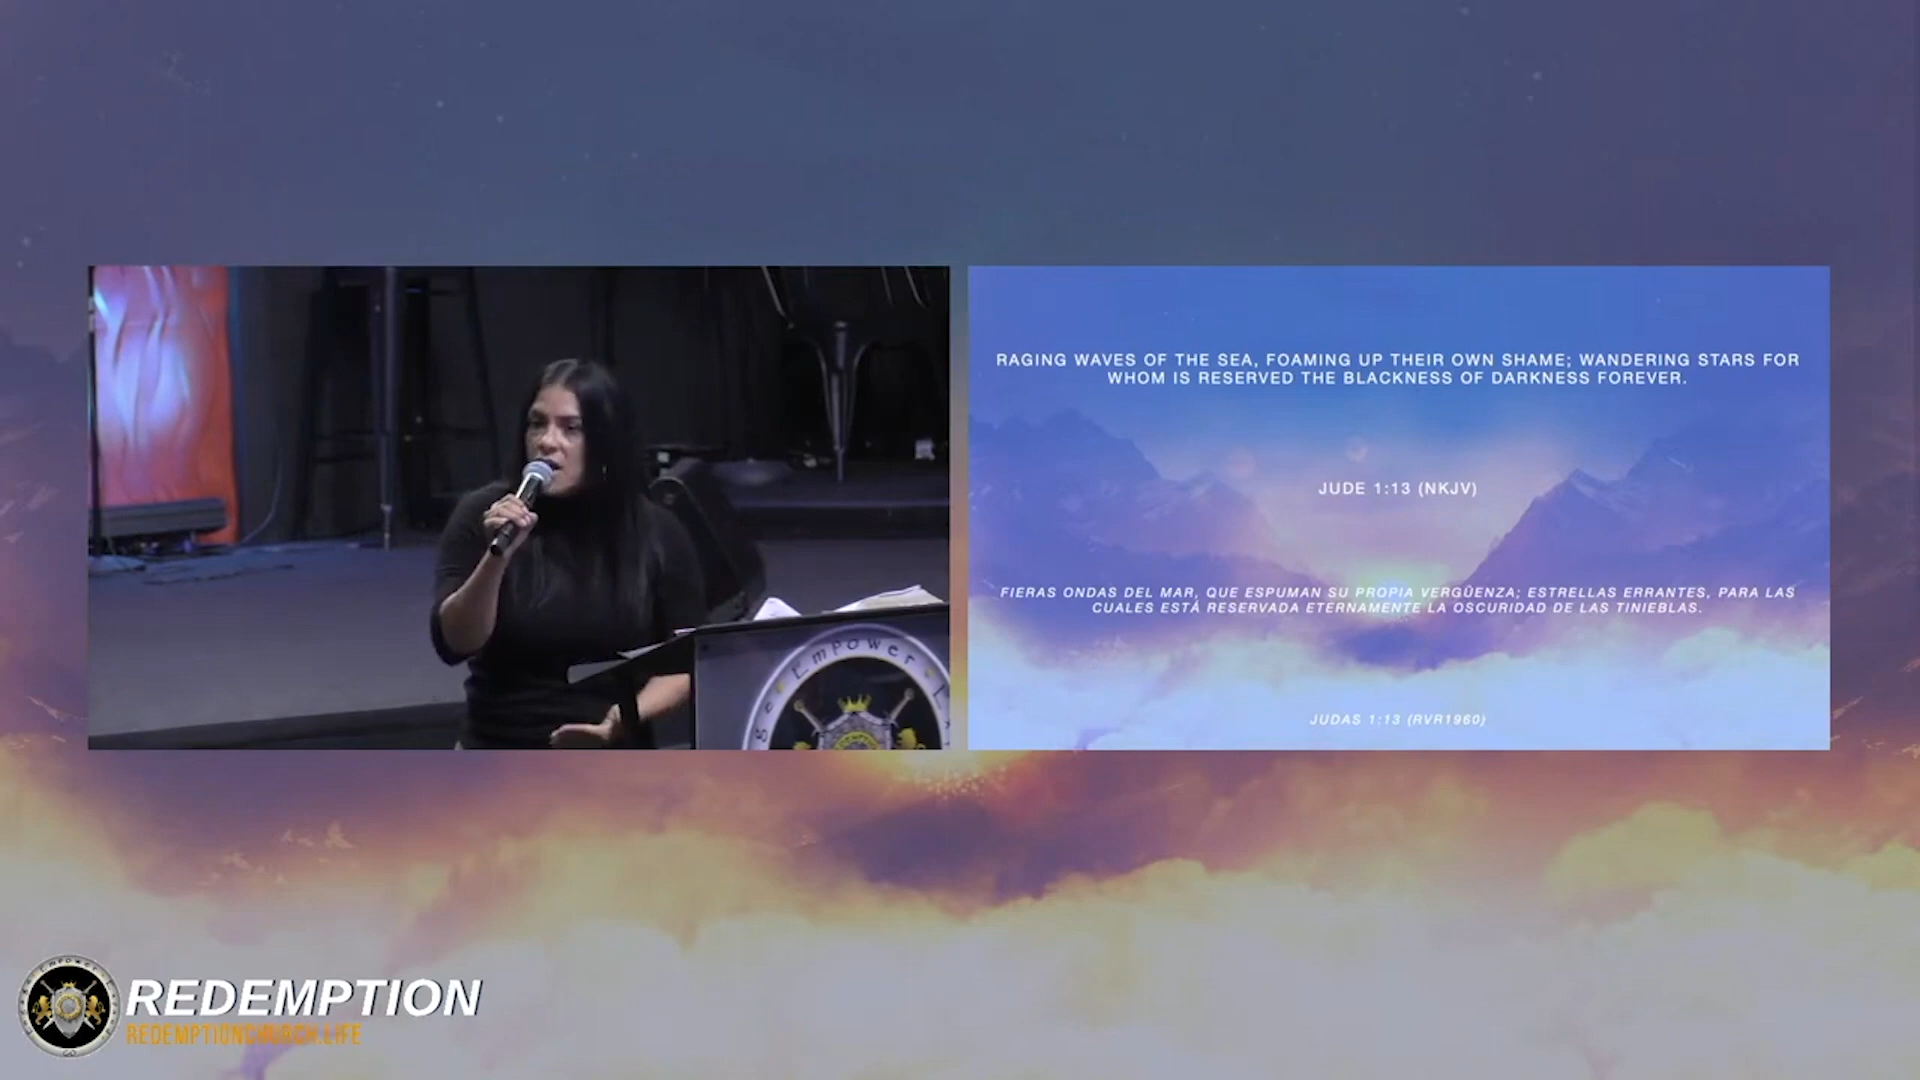 RAGING WAVES OF THE SEA, FOAMING UP THEIR OWN SHAME; WANDERING STARS FOR
WHOM IS RESERVED THE BLACKNESS OF DARKNESS FOREVER.
JUDE 1:13 (NKJV)
FIERAS ONDAS DEL MAR, QUE ESPUMAN SU PROPIA VERGÜENZA; ESTRELLAS ERRANTES, PARA LAS
CUALES ESTÁ RESERVADA ETERNAMENTE LA OSCURIDAD DE LAS TINIEBLAS.
JUDAS 1:13 (RVR1960)
Empower
REDEMPTION
REDEMPTIONCHURCH.LIFE